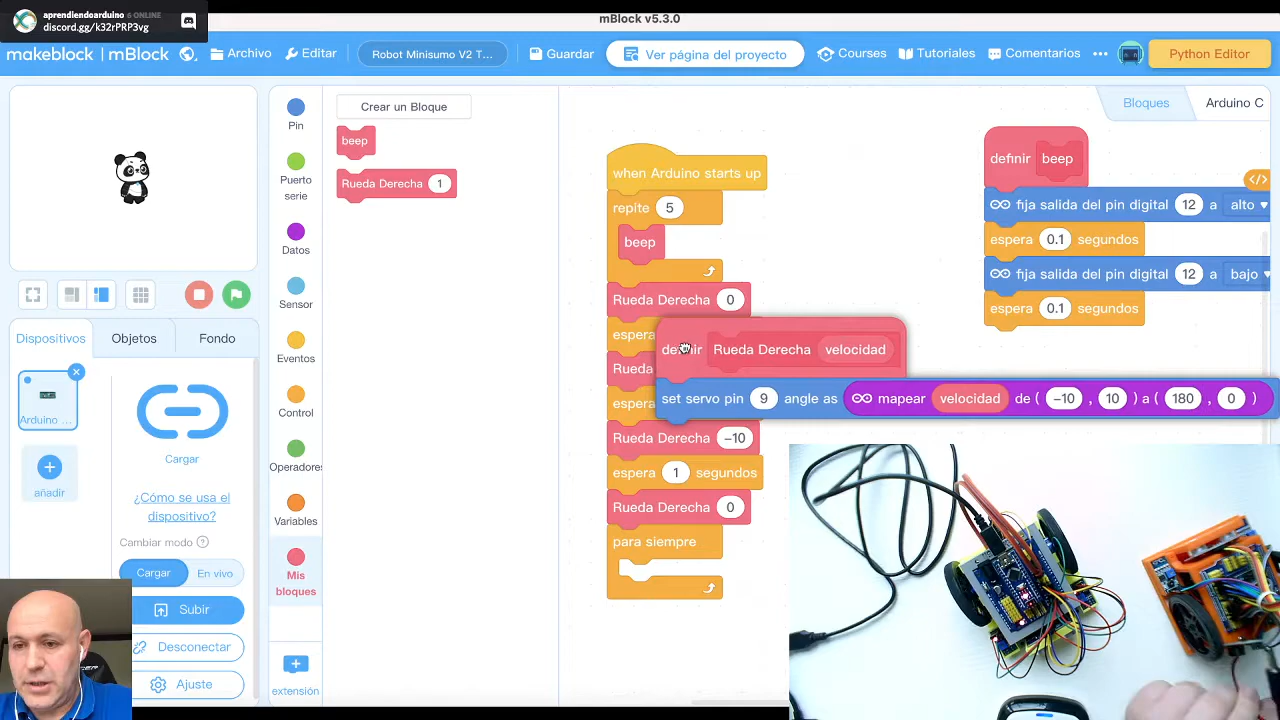 aprendiendoarduino 6 ONLINE
discord.gg/k32rPRP3vg
mBlock v5.3.0
makeblock | mBlock
Archivo
Editar
Robot Minisumo V2 T...
Guardar
Ver página del proyecto
Courses
Tutoriales
Comentarios
Python Editor
Bloques
Arduino C
Pin
Puerto
serie
Datos
Sensor
Eventos
Control
Operadore
Variables
Mis
bloques
extensión
Crear un Bloque
beep
Rueda Derecha 1
when Arduino starts up
repite 5
beep
Rueda Derecha 0
espera
Rueda
espera
Rueda Derecha -10
espera 1 segundos
Rueda Derecha 0
para siempre
Rueda Derecha velocidad
set servo pin 9 angle as mapear velocidad de ( -10 , 10 ) a ( 180 , 0 )
definir beep
fija salida del pin digital 12 a alto
espera 0.1 segundos
fija salida del pin digital 12 a bajo
espera 0.1 segundos
Dispositivos
Objetos
Fondo
Arduino ...
añadir
Cargar
¿Cómo se usa el
dispositivo?
Cambiar modo ?
Cargar
En vivo
Subir
Desconectar
Ajuste